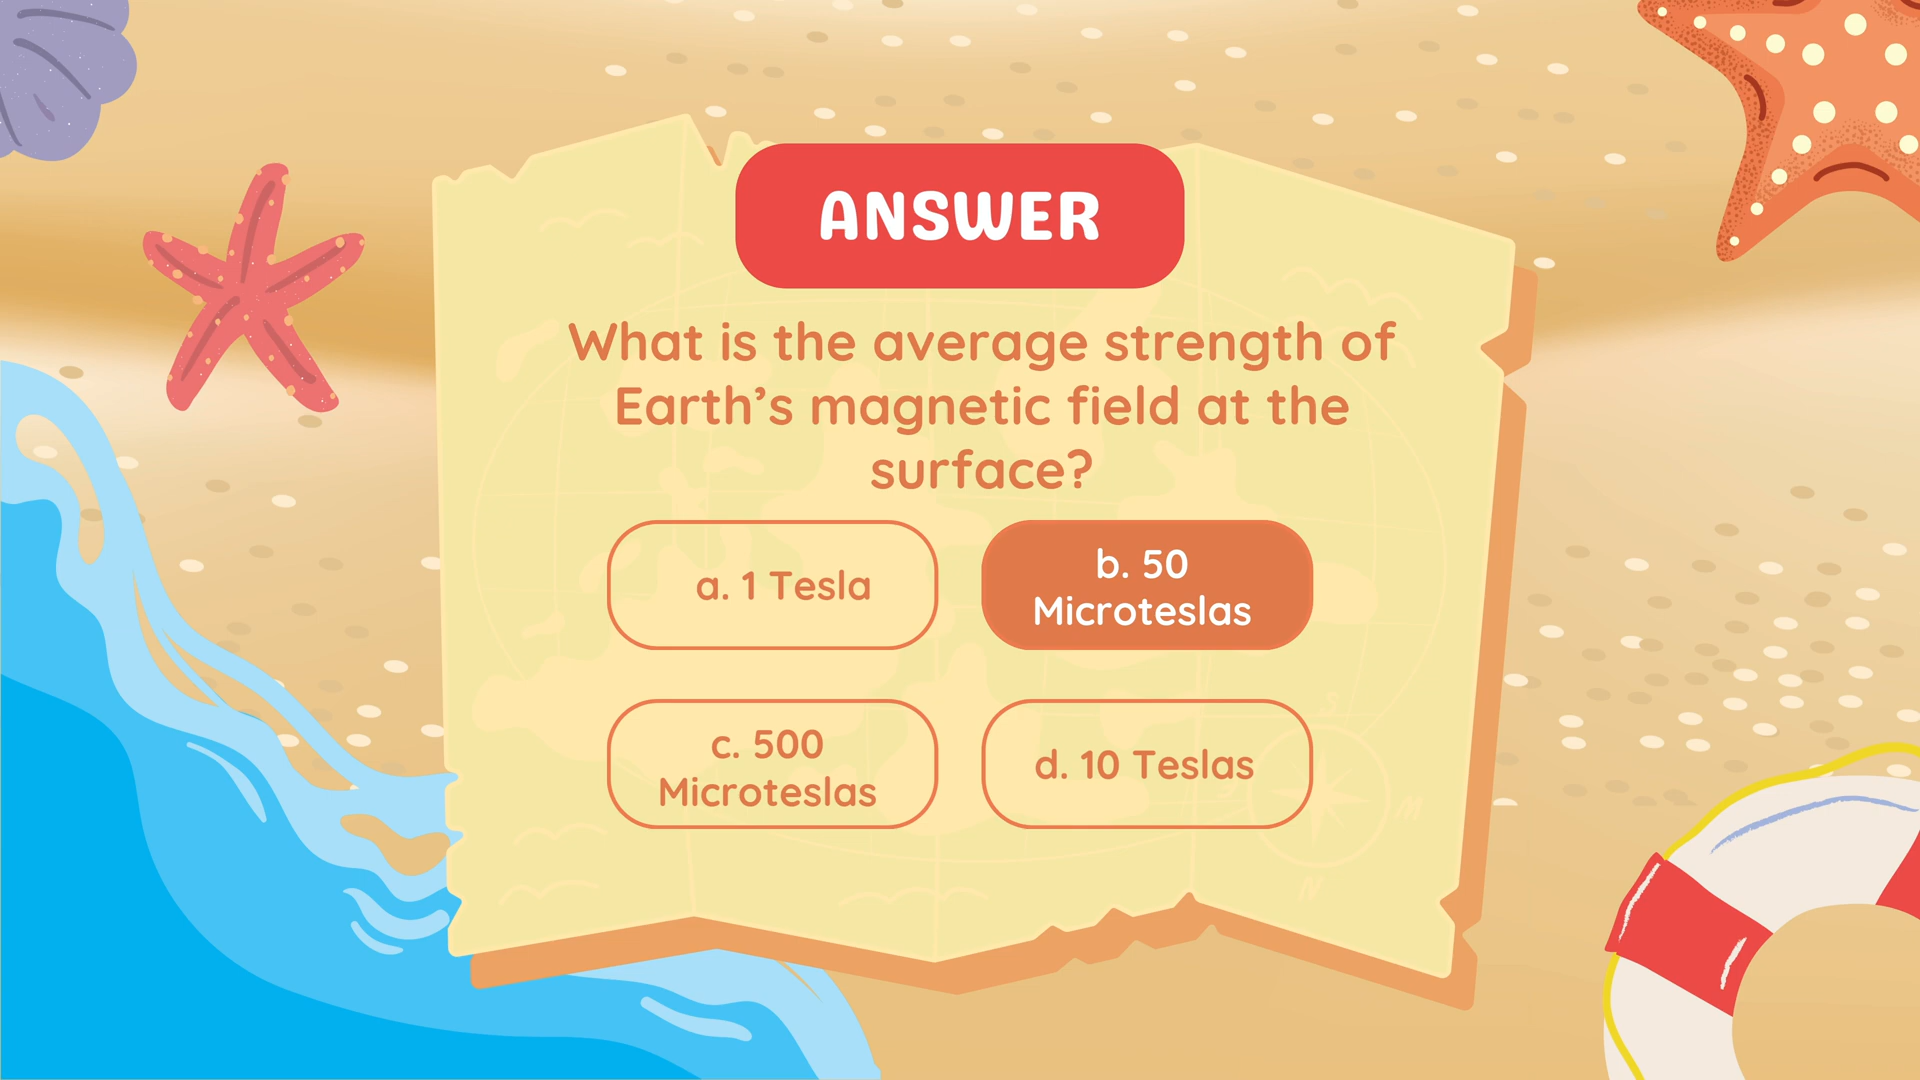 ANSWER
What is the average strength of
Earth’s magnetic field at the
surface?
a. 1 Tesla
b. 50
Microteslas
c. 500
Microteslas
d. 10 Teslas
S
M
N